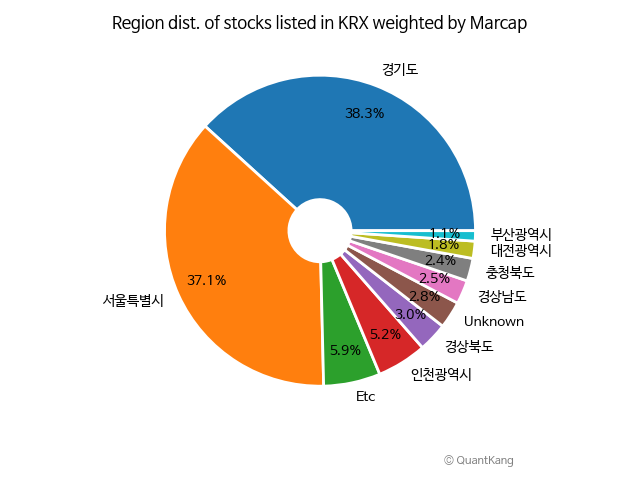 Region dist. of stocks listed in KRX weighted by Marcap
경기도
38.3%
서울특별시
37.1%
Etc
5.9%
인천광역시
5.2%
경상북도
3.0%
Unknown
2.8%
경상남도
2.5%
충청북도
2.4%
대전광역시
1.8%
부산광역시
1.1%
© QuantKang